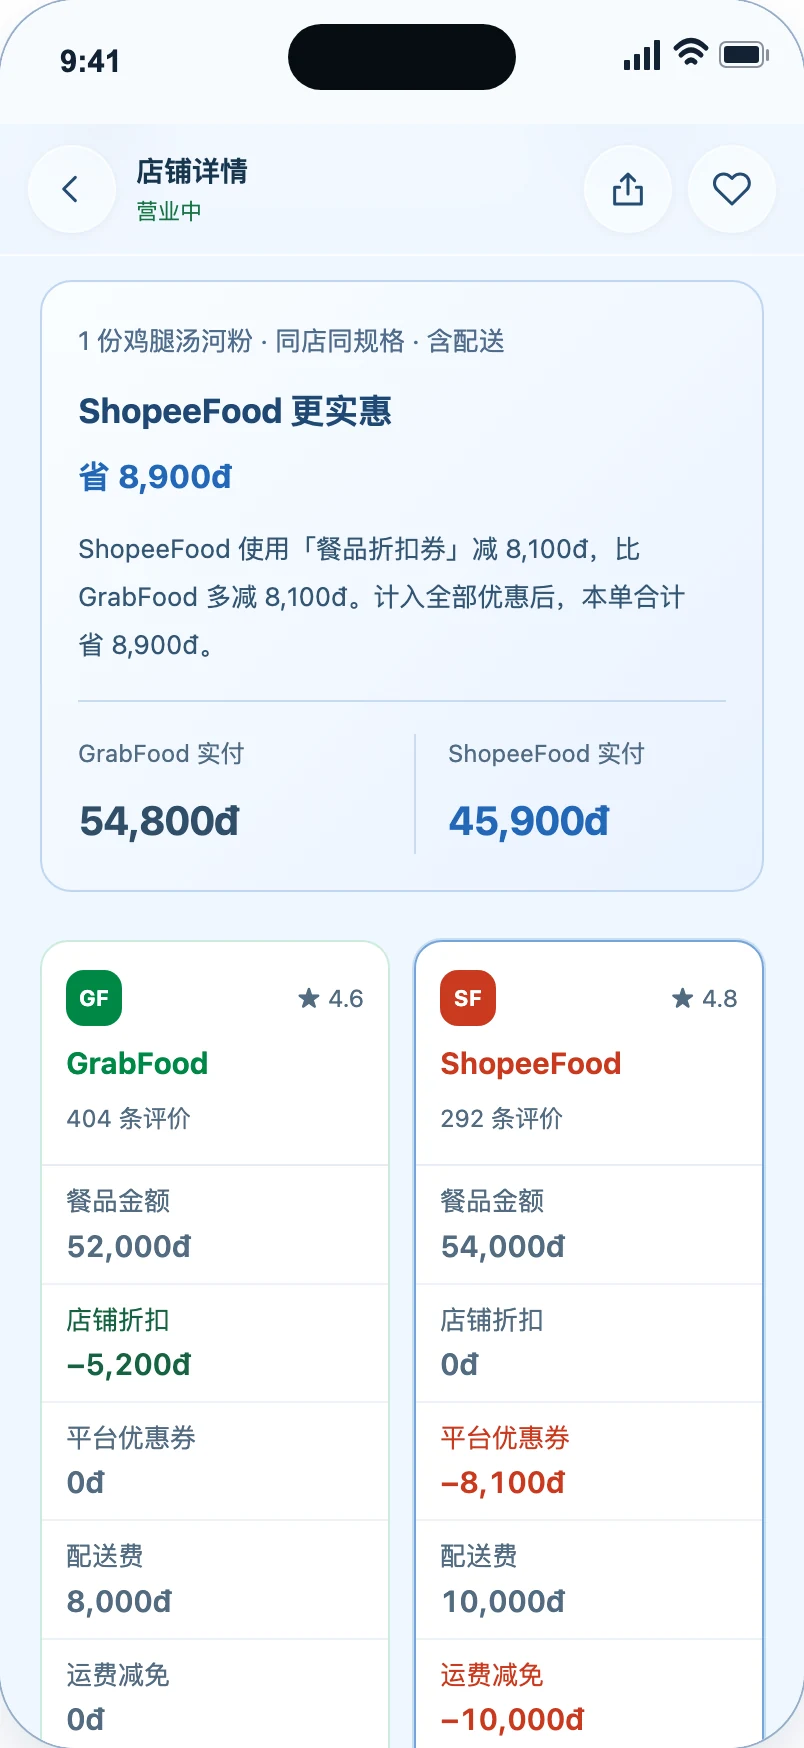 9:41
店铺详情
营业中
1 份鸡腿汤河粉 · 同店同规格 · 含配送
ShopeeFood 更实惠
省 8,900đ
ShopeeFood 使用「餐品折扣券」减 8,100đ，比
GrabFood 多减 8,100đ。计入全部优惠后，本单合计
省 8,900đ。
GrabFood 实付
54,800đ
ShopeeFood 实付
45,900đ
GF
★ 4.6
GrabFood
404 条评价
餐品金额
52,000đ
店铺折扣
–5,200đ
平台优惠券
0đ
配送费
8,000đ
运费减免
0đ
SF
★ 4.8
ShopeeFood
292 条评价
餐品金额
54,000đ
店铺折扣
0đ
平台优惠券
–8,100đ
配送费
10,000đ
运费减免
–10,000đ